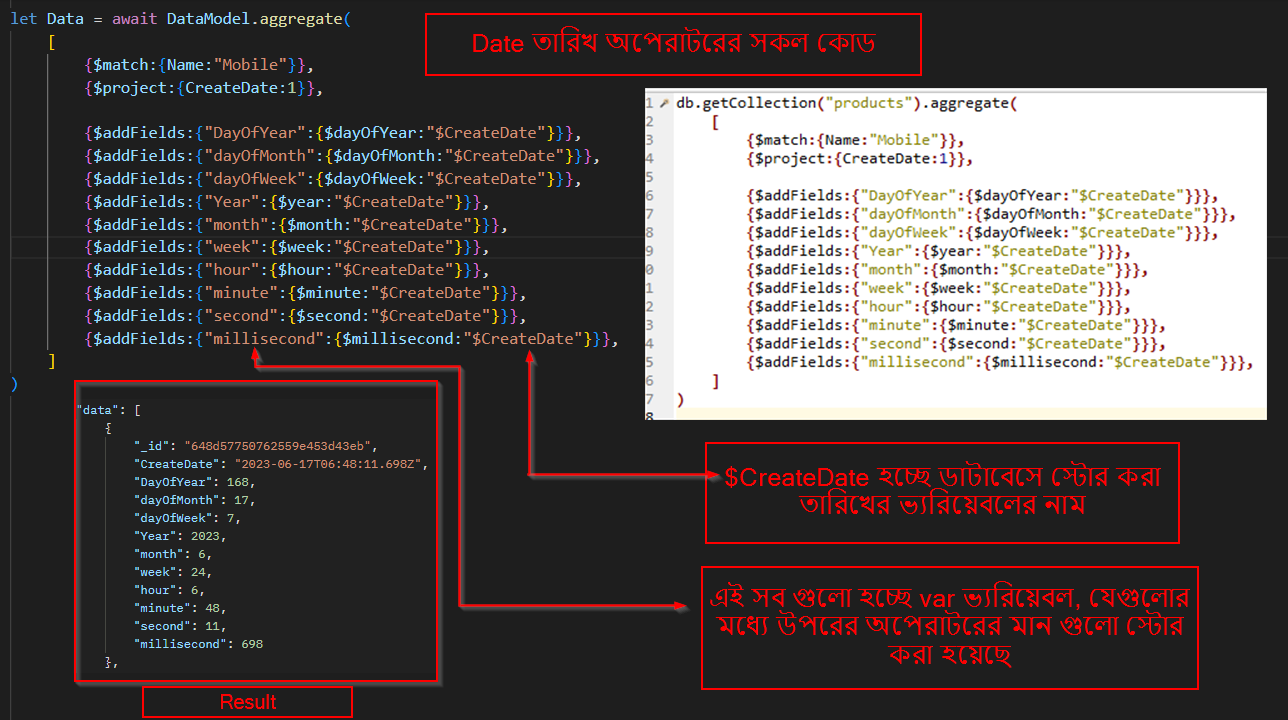 let Data = await DataModel.aggregate(
[
{$match:{Name:"Mobile"}},
{$project:{CreateDate:1}},
{$addFields:{"DayOfYear":{$dayOfYear:"$CreateDate"}}},
{$addFields:{"dayOfMonth":{$dayOfMonth:"$CreateDate"}}},
{$addFields:{"dayOfWeek":{$dayOfWeek:"$CreateDate"}}},
{$addFields:{"Year":{$year:"$CreateDate"}}},
{$addFields:{"month":{$month:"$CreateDate"}}},
{$addFields:{"week":{$week:"$CreateDate"}}},
{$addFields:{"hour":{$hour:"$CreateDate"}}},
{$addFields:{"minute":{$minute:"$CreateDate"}}},
{$addFields:{"second":{$second:"$CreateDate"}}},
{$addFields:{"millisecond":{$millisecond:"$CreateDate"}}},
]
)
Date তারিখ অপেরাটরের সকল কোড
1 db.getCollection("products").aggregate(
2 [
3 {$match:{Name:"Mobile"}},
4 {$project:{CreateDate:1}},
5
6 {$addFields:{"DayOfYear":{$dayOfYear:"$CreateDate"}}},
7 {$addFields:{"dayOfMonth":{$dayOfMonth:"$CreateDate"}}},
8 {$addFields:{"dayOfWeek":{$dayOfWeek:"$CreateDate"}}},
9 {$addFields:{"Year":{$year:"$CreateDate"}}},
0 {$addFields:{"month":{$month:"$CreateDate"}}},
1 {$addFields:{"week":{$week:"$CreateDate"}}},
2 {$addFields:{"hour":{$hour:"$CreateDate"}}},
3 {$addFields:{"minute":{$minute:"$CreateDate"}}},
4 {$addFields:{"second":{$second:"$CreateDate"}}},
5 {$addFields:{"millisecond":{$millisecond:"$CreateDate"}}},
6 ]
7 )
8
"data": [
{
"_id": "648d57750762559e453d43eb",
"CreateDate": "2023-06-17T06:48:11.698Z",
"DayOfYear": 168,
"dayOfMonth": 17,
"dayOfWeek": 7,
"Year": 2023,
"month": 6,
"week": 24,
"hour": 6,
"minute": 48,
"second": 11,
"millisecond": 698
},
Result
$CreateDate হচ্ছে ডাটাবেসে স্টোর করা
তারিখের ভ্যরিয়েবলের নাম
এই সব গুলো হচ্ছে var ভ্যরিয়েবল, যেগুলোর
মধ্যে উপরের অপেরাটরের মান গুলো স্টোর
করা হয়েছে